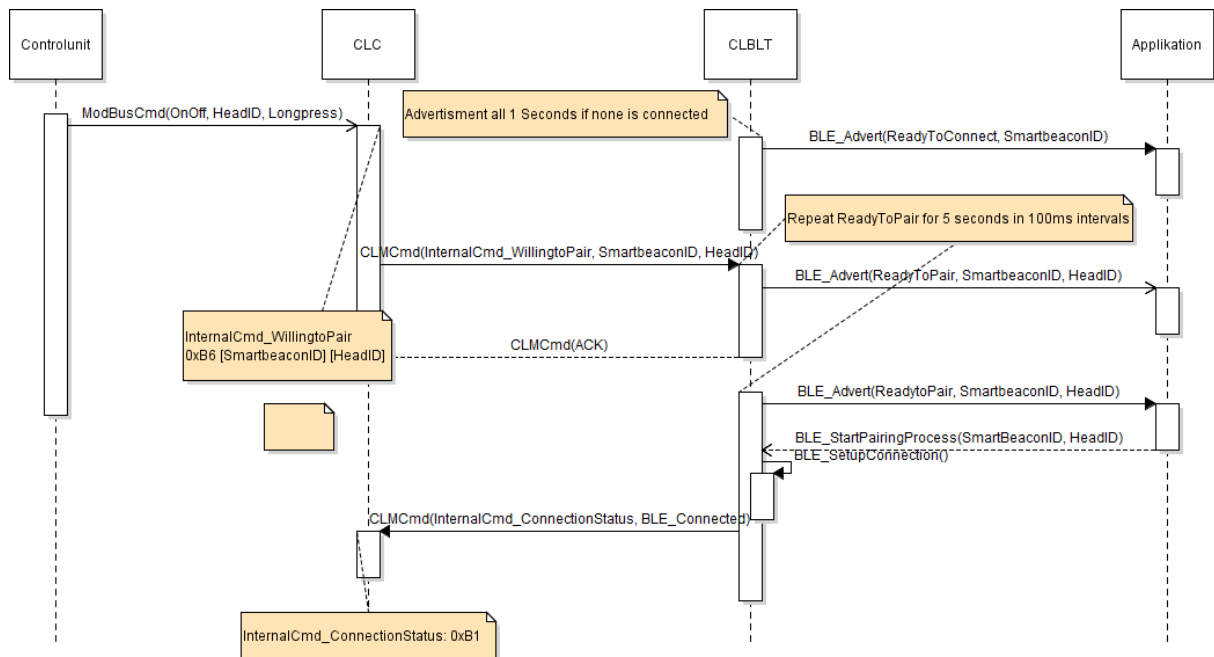 Controlunit
CLC
CLBLT
Applikation
ModBusCmd(OnOff, HeadID, Longpress)
Advertisment all 1 Seconds if none is connected
BLE_Advert(ReadyToConnect, SmartbeaconID)
Repeat ReadyToPair for 5 seconds in 100ms intervals
CLMCmd(InternalCmd_WillingtoPair, SmartbeaconID, HeadID)
BLE_Advert(ReadyToPair, SmartbeaconID, HeadID)
InternalCmd_WillingtoPair
0xB6 [SmartbeaconID] [HeadID]
CLMCmd(ACK)
BLE_Advert(ReadytoPair, SmartbeaconID, HeadID)
BLE_StartPairingProcess(SmartBeaconID, HeadID)
BLE_SetupConnection()
CLMCmd(InternalCmd_ConnectionStatus, BLE_Connected)
InternalCmd_ConnectionStatus: 0xB1